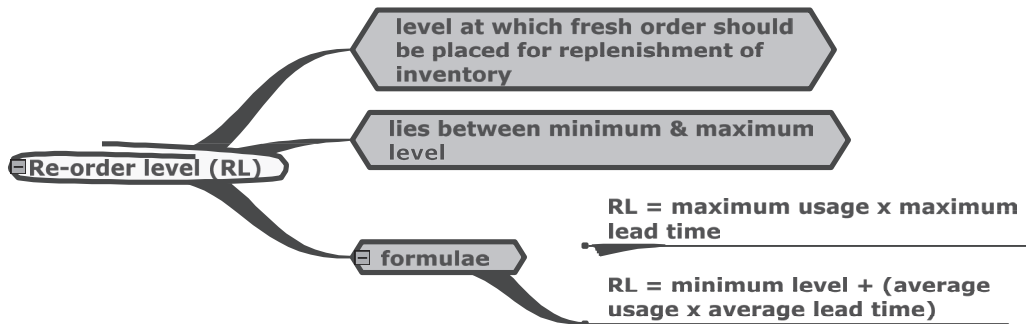 level at which fresh order should
be placed for replenishment of
inventory
lies between minimum & maximum
level
Re-order level (RL)
RL = maximum usage x maximum
lead time
formulae
RL = minimum level + (average
usage x average lead time)